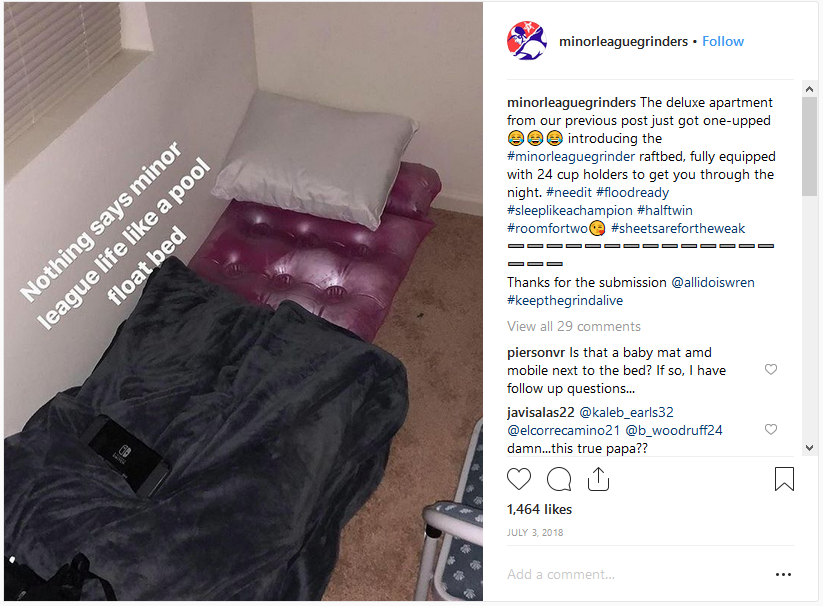 Nothing says minor
league life like a pool
float bed
minorleaguegrinders • Follow
minorleaguegrinders The deluxe apartment
from our previous post just got one-upped
😂😂😂 introducing the
#minorleaguegrinder raftbed, fully equipped
with 24 cup holders to get you through the
night. #needit #floodready
#sleeplikeachampion #halftwin
#roomfortwo😘 #sheetsarefortheweak
Thanks for the submission @allidoiswren
#keepthegrindalive
View all 29 comments
piersonvr Is that a baby mat amd
mobile next to the bed? If so, I have
follow up questions...
javisalas22 @kaleb_earls32
@elcorrecamino21 @b_woodruff24
damn...this true papa??
1,464 likes
JULY 3, 2018
Add a comment...